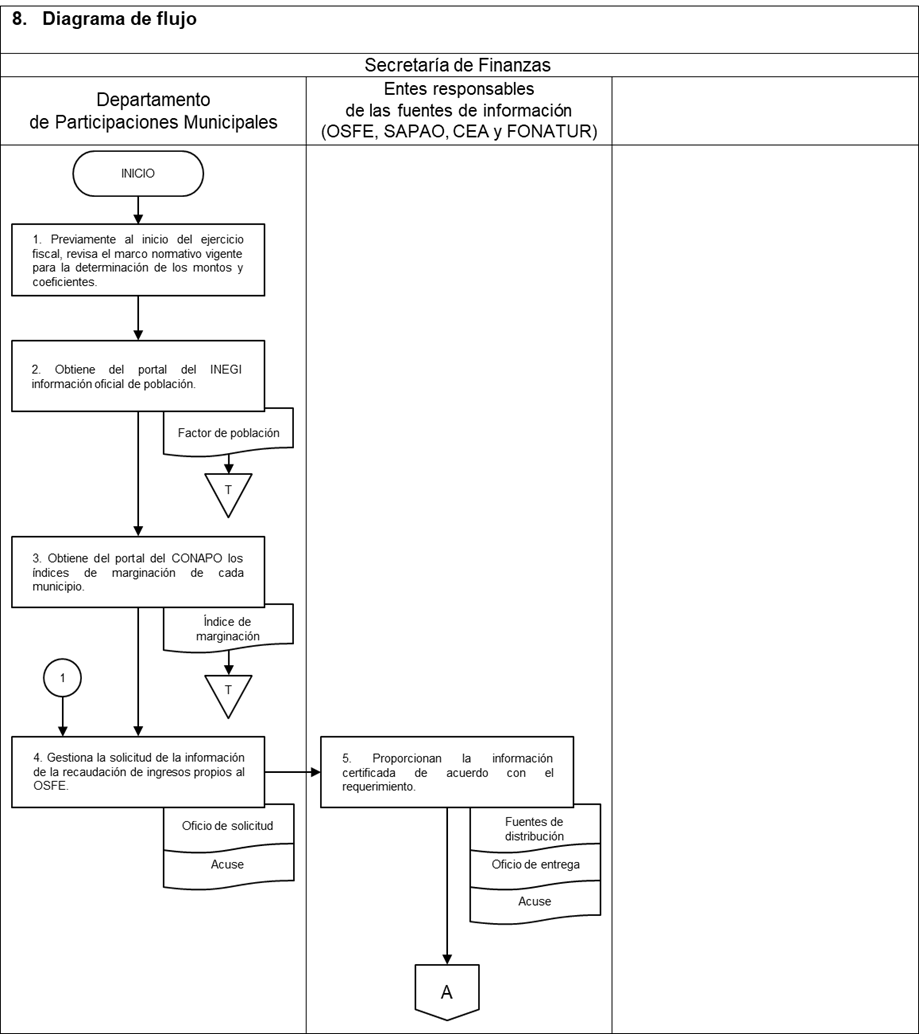 8. Diagrama de flujo
Secretaría de Finanzas
Departamento
de Participaciones Municipales
Entes responsables
de las fuentes de información
(OSFE, SAPAO, CEA y FONATUR)
INICIO
1. Previamente al inicio del ejercicio
fiscal, revisa el marco normativo vigente
para la determinación de los montos y
coeficientes.
2. Obtiene del portal del INEGI
información oficial de población.
Factor de población
T
3. Obtiene del portal del CONAPO los
índices de marginación de cada
municipio.
Índice de
marginación
T
1
4. Gestiona la solicitud de la información
de la recaudación de ingresos propios al
OSFE.
Oficio de solicitud
Acuse
5. Proporcionan la información
certificada de acuerdo con el
requerimiento.
Fuentes de
distribución
Oficio de entrega
Acuse
A